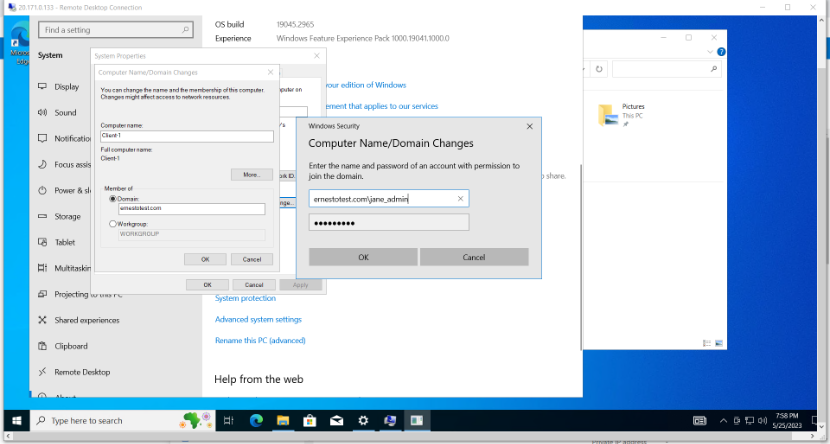 20.171.0.133 - Remote Desktop Connection
Find a setting
System
Display
Sound
Focus assis
Power & sl
Storage
Tablet
Multitaskin
Projecting to this PC
Shared experiences
Clipboard
Remote Desktop
About
OS build 19045.2965
Experience Windows Feature Experience Pack 1000.19041.1000.0
your edition of Windows
ement that applies to our services
System protection
Advanced system settings
Rename this PC (advanced)
Help from the web
System Properties
Computer Name/Domain Changes
You can change the name and the membership of this computer.
Changes might affect access to network resources.
Computer name:
Client-1
Full computer name:
Client-1
More...
Member of
Domain:
ernestotest.com
Workgroup:
WORKGROUP
OK Cancel
OK Cancel Apply
Windows Security
Computer Name/Domain Changes
Enter the name and password of an account with permission to
join the domain.
ernestotest.com\jane_admin
●●●●●●●●●
OK Cancel
share.
Pictures
This PC
Type here to search
7:58 PM
5/25/2023